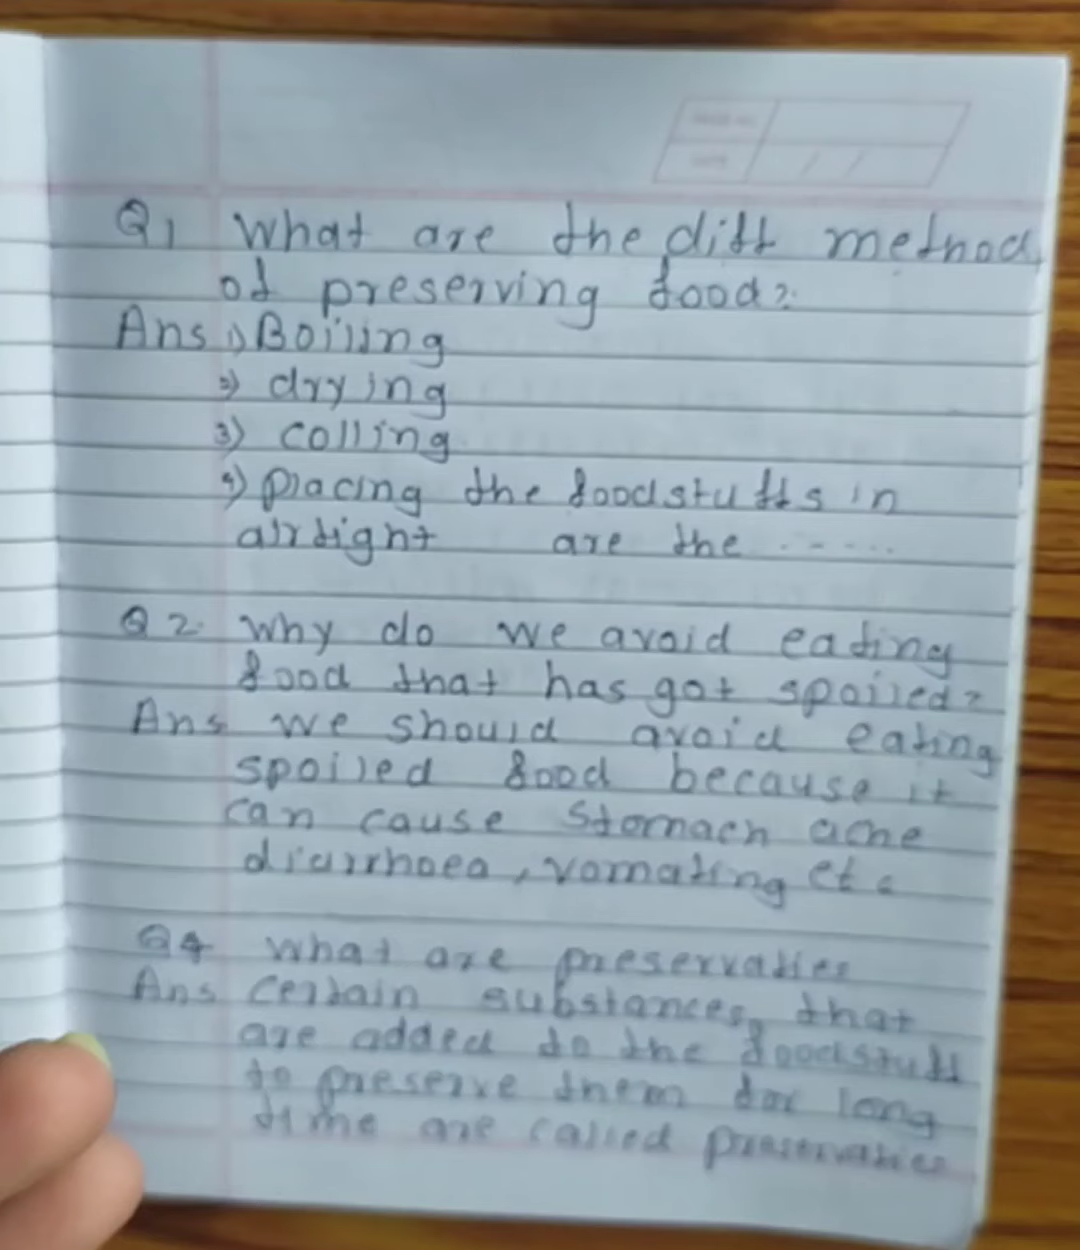 Q1 What are the diff method
of preserving food?
Ans 1) Boiling
2) drying
3) colling
4) placing the foodstuffs in
airtight are the ......
Q2. Why do we avoid eating
food that has got spoiled?
Ans we should avoid eating
spoiled food because it
can cause stomach ache
diarrhoea, vomating etc
Q4 What are preservaties
Ans Certain substances, that
are added to the foodstuff
to preserve them for long
time are called preservaties